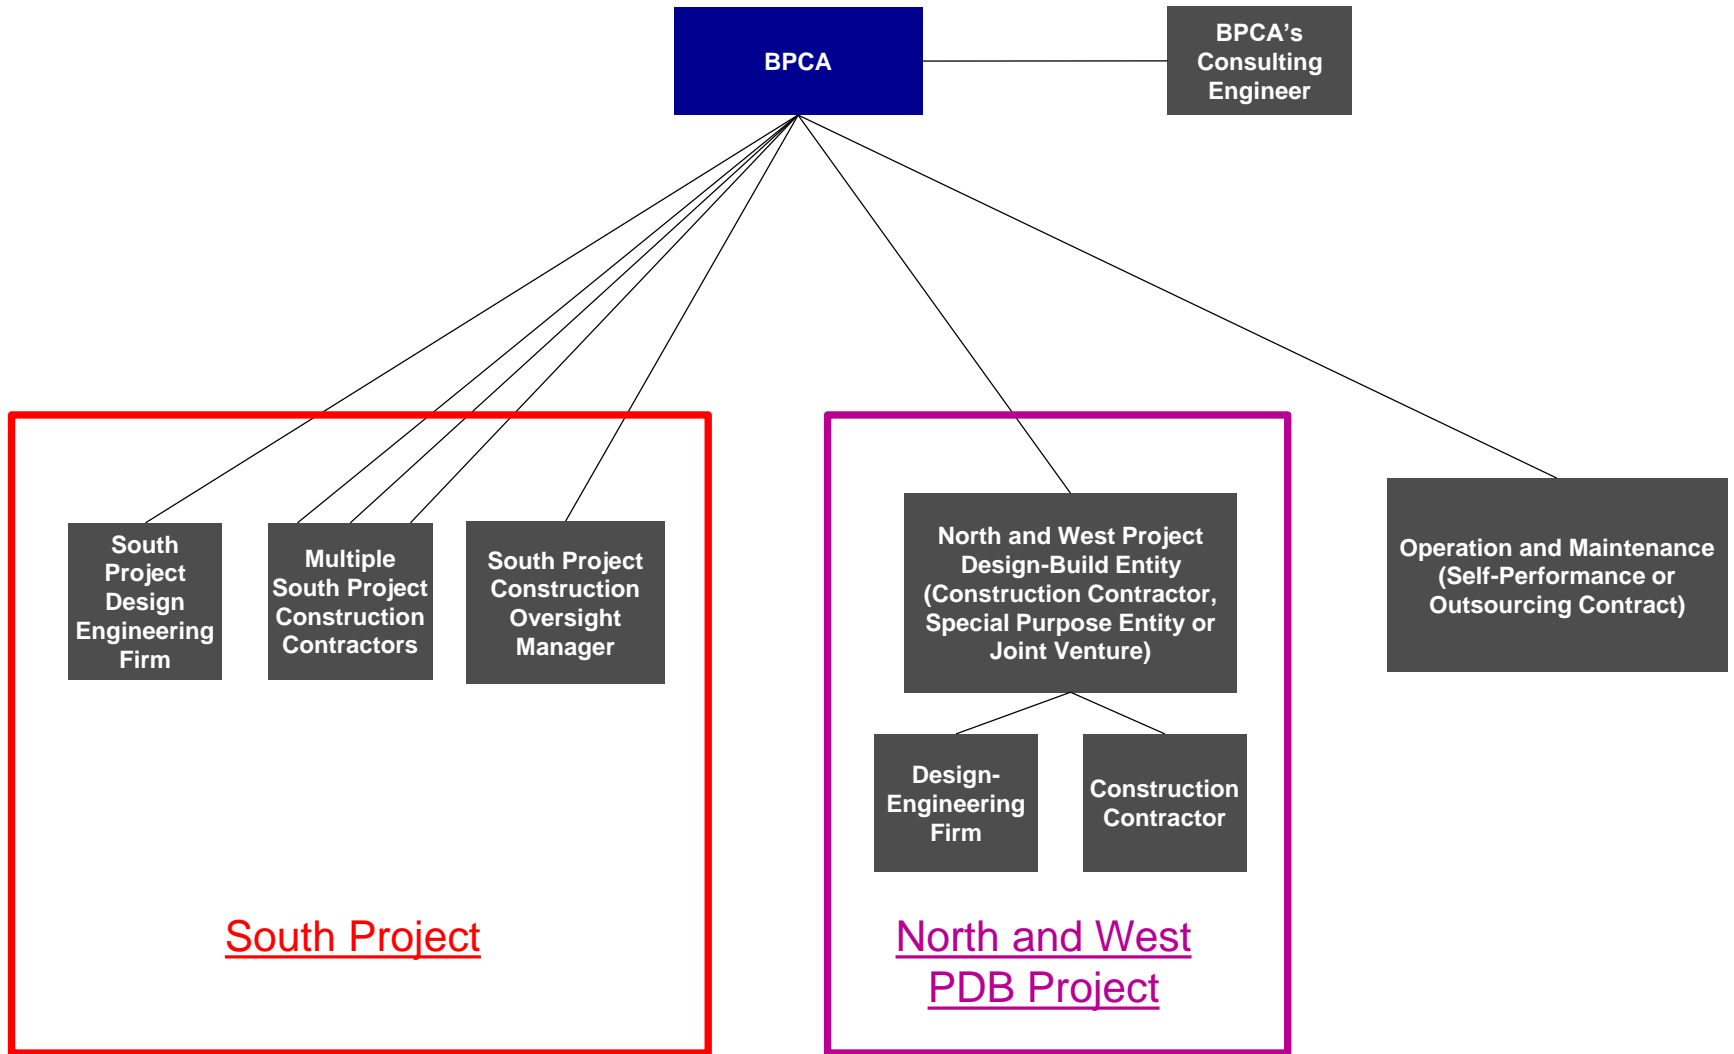 BPCA
BPCA’s
Consulting
Engineer
South
Project
Design
Engineering
Firm
Multiple
South Project
Construction
Contractors
South Project
Construction
Oversight
Manager
North and West Project
Design-Build Entity
(Construction Contractor,
Special Purpose Entity or
Joint Venture)
Operation and Maintenance
(Self-Performance or
Outsourcing Contract)
Design-
Engineering
Firm
Construction
Contractor
South Project
North and West
PDB Project